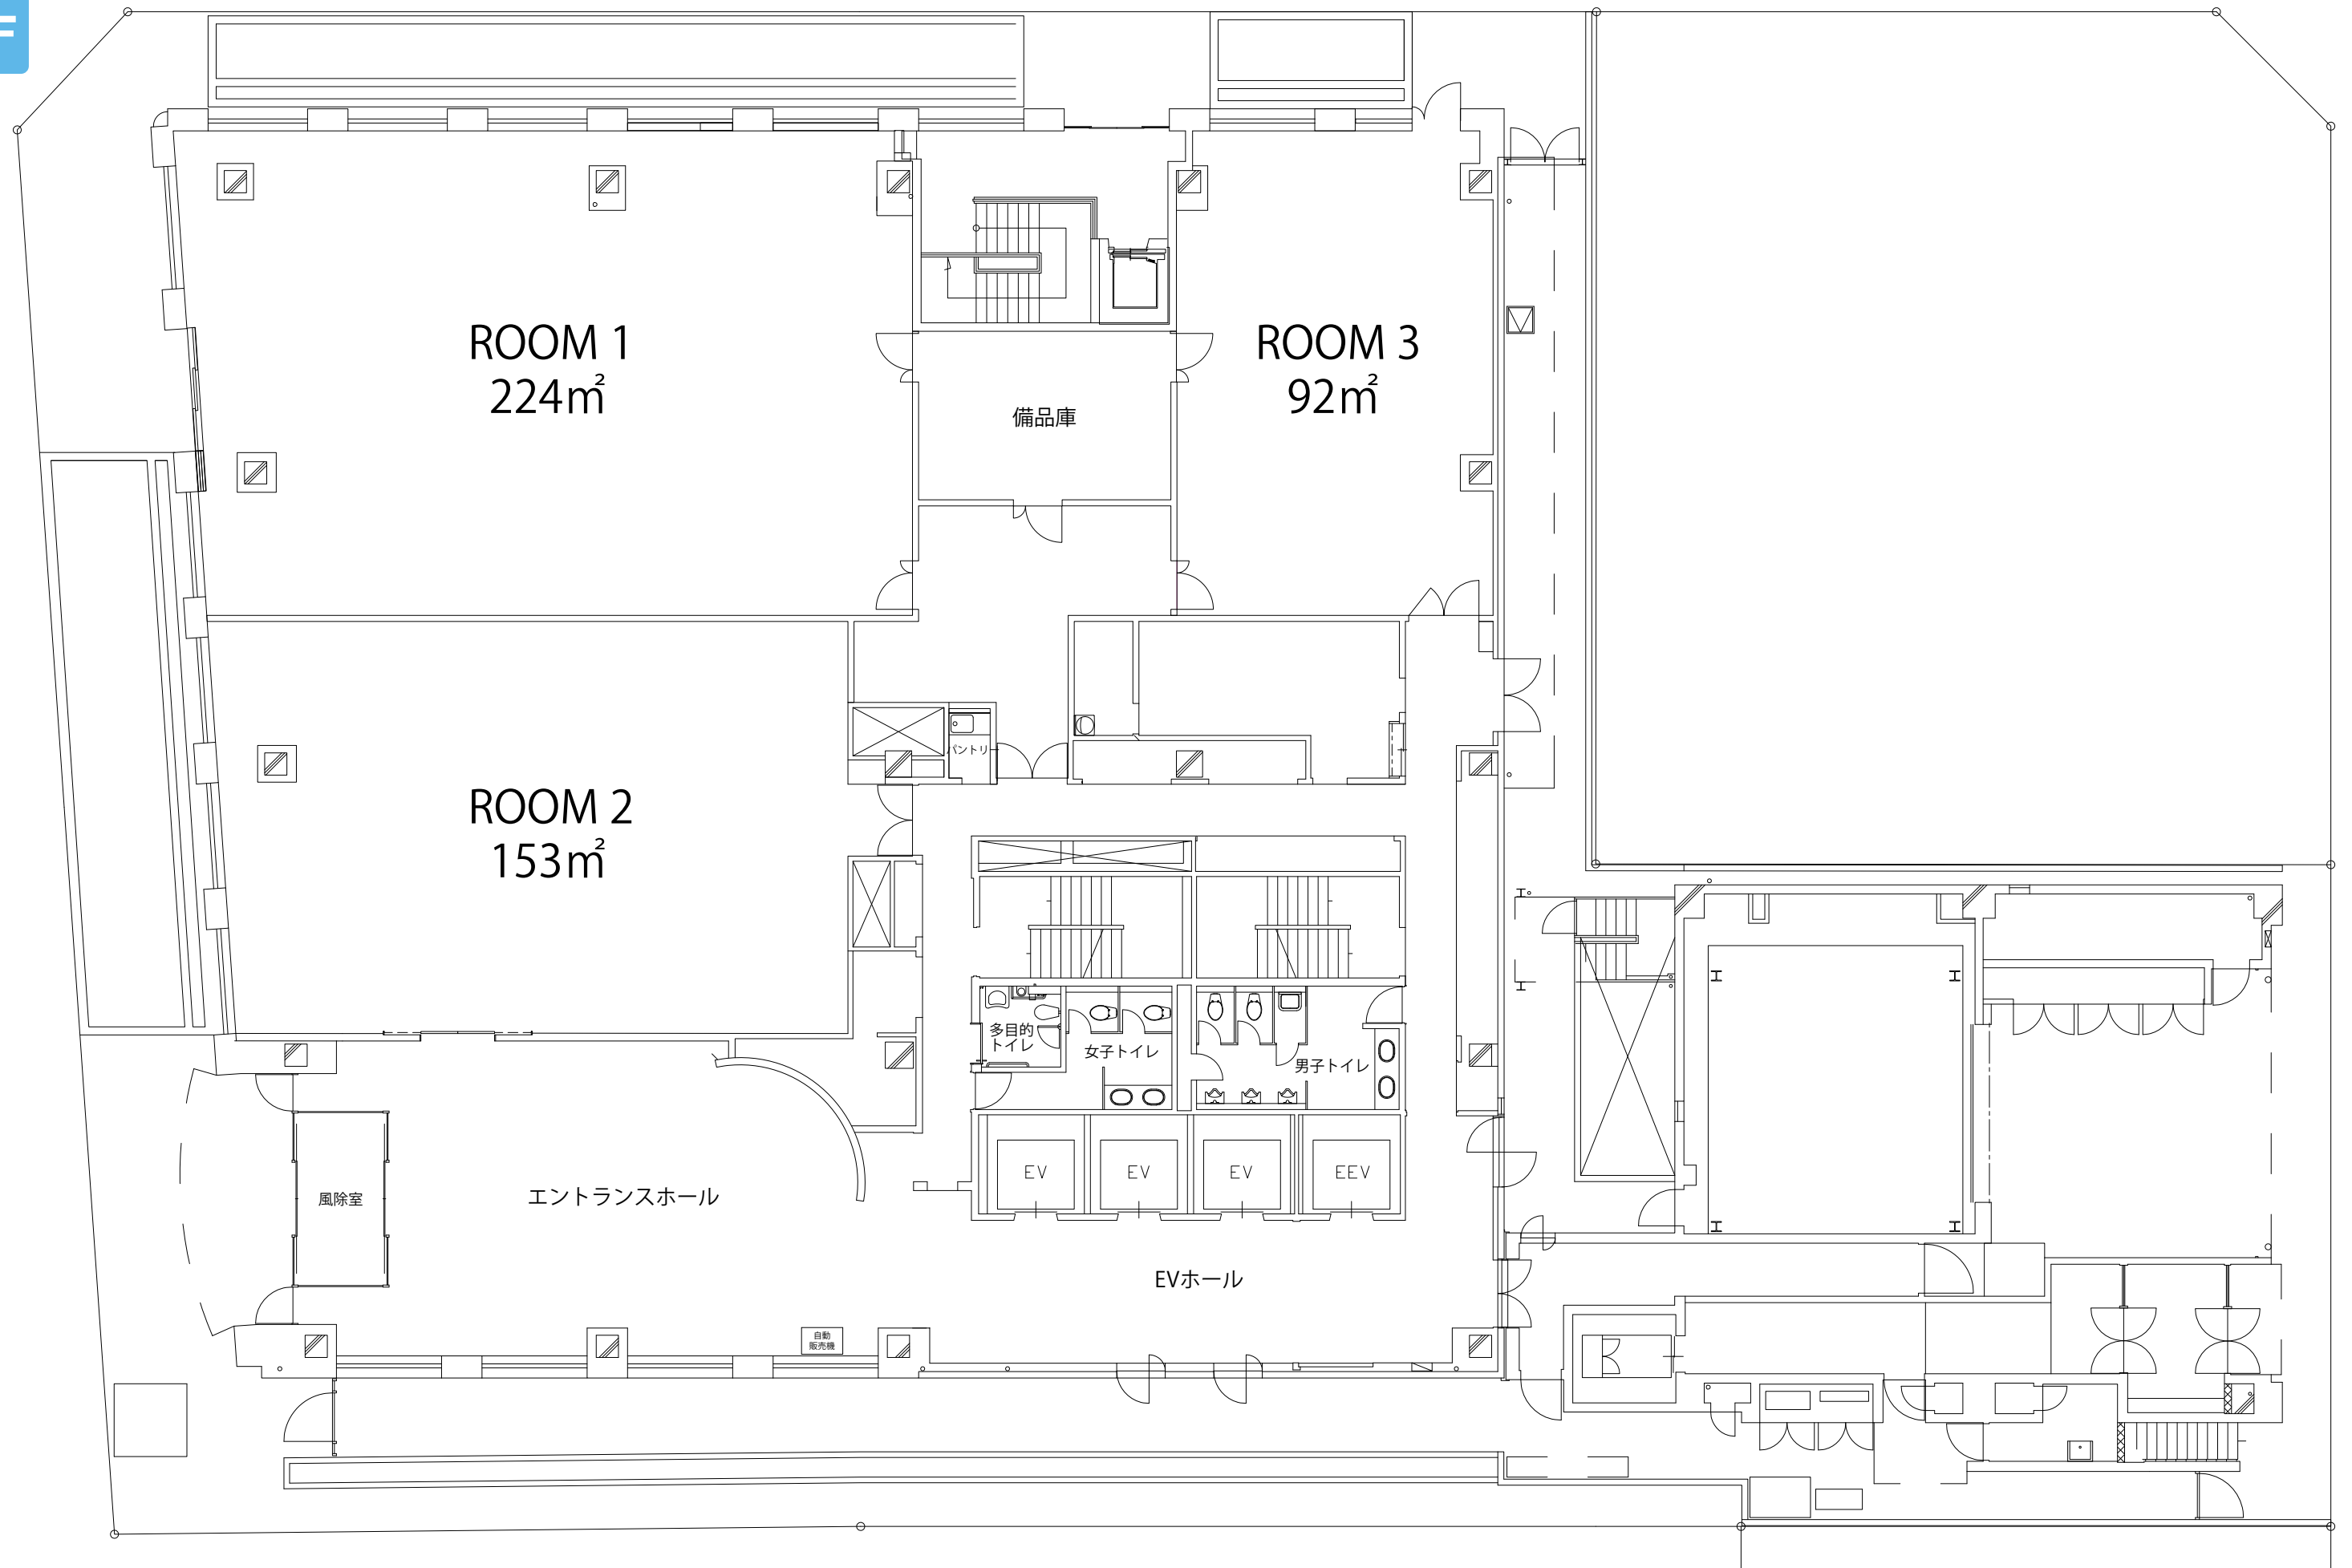 ROOM 1
224㎡
ROOM 3
92㎡
備品庫
パントリー
ROOM 2
153㎡
多目的
トイレ
女子トイレ
男子トイレ
EV
EV
EV
EEV
風除室
エントランスホール
EVホール
自動
販売機